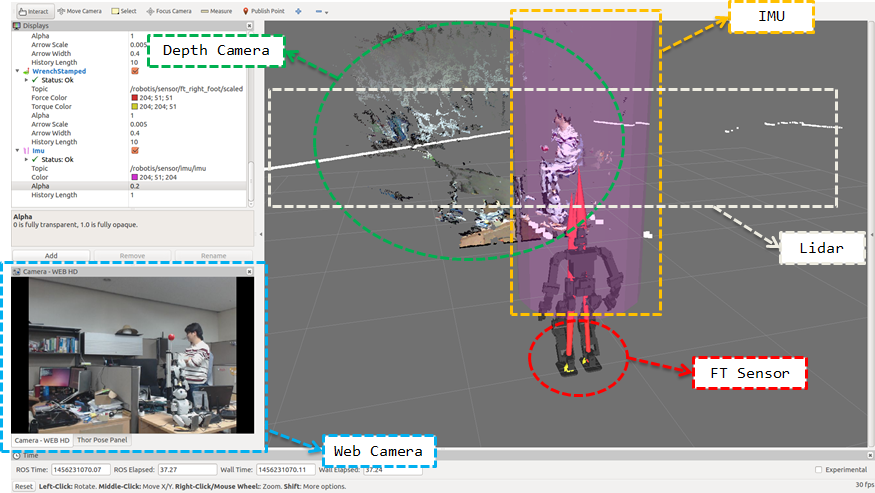 Interact Move Camera Select Focus Camera Measure Publish Point
Displays
Alpha 1
Arrow Scale 0.005
Arrow Width 0.4
History Length 10
WrenchStamped
Status: Ok
Topic /robotis/sensor/ft_right_foot/scaled
Force Color 204; 51; 51
Torque Color 204; 204; 51
Alpha 1
Arrow Scale 0.005
Arrow Width 0.4
History Length 10
Imu
Status: Ok
Topic /robotis/sensor/imu/imu
Color 204; 51; 204
Alpha 0.2
History Length 1
Alpha
0 is fully transparent, 1.0 is fully opaque.
Add Remove Rename
Camera - WEB HD
Camera - WEB HD Thor Pose Panel
Depth Camera
IMU
Lidar
FT Sensor
Web Camera
Time
ROS Time: 1456231070.07 ROS Elapsed: 37.27 Wall Time: 1456231070.11 Wall Elapsed: 37.24 Experimental
Reset Left-Click: Rotate. Middle-Click: Move X/Y. Right-Click/Mouse Wheel: Zoom. Shift: More options. 30 fps